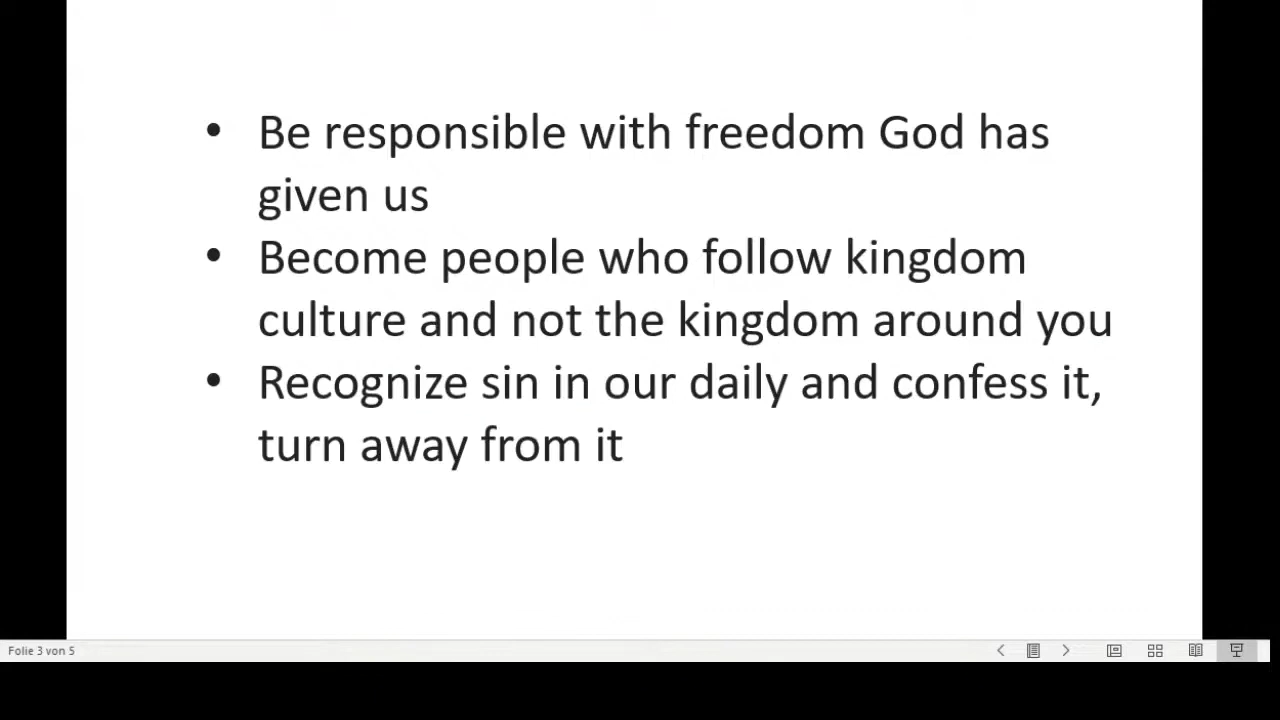 • Be responsible with freedom God has
given us
• Become people who follow kingdom
culture and not the kingdom around you
• Recognize sin in our daily and confess it,
turn away from it
Folie 3 von 5